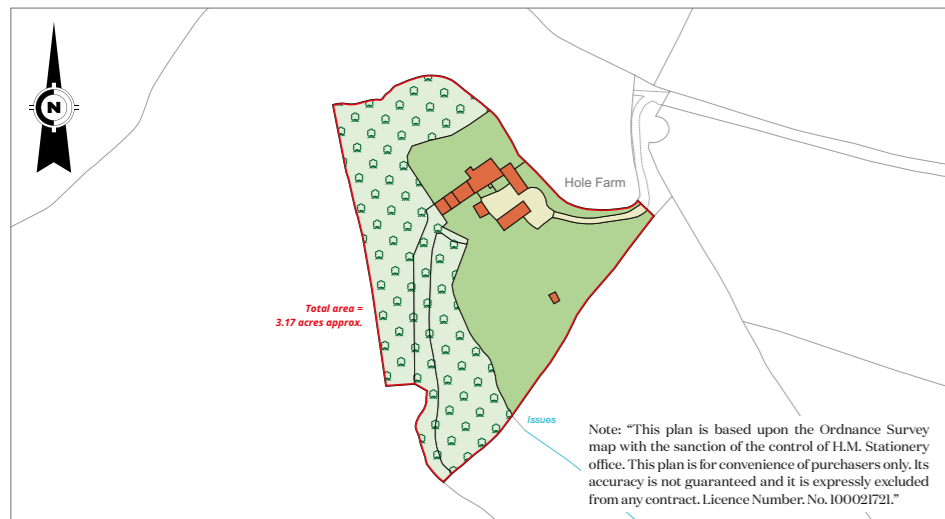 N
Hole Farm
Total area =
3.17 acres approx.
Issues
Note: “This plan is based upon the Ordnance Survey
map with the sanction of the control of H.M. Stationery
office. This plan is for convenience of purchasers only. Its
accuracy is not guaranteed and it is expressly excluded
from any contract. Licence Number. No. 100021721.”